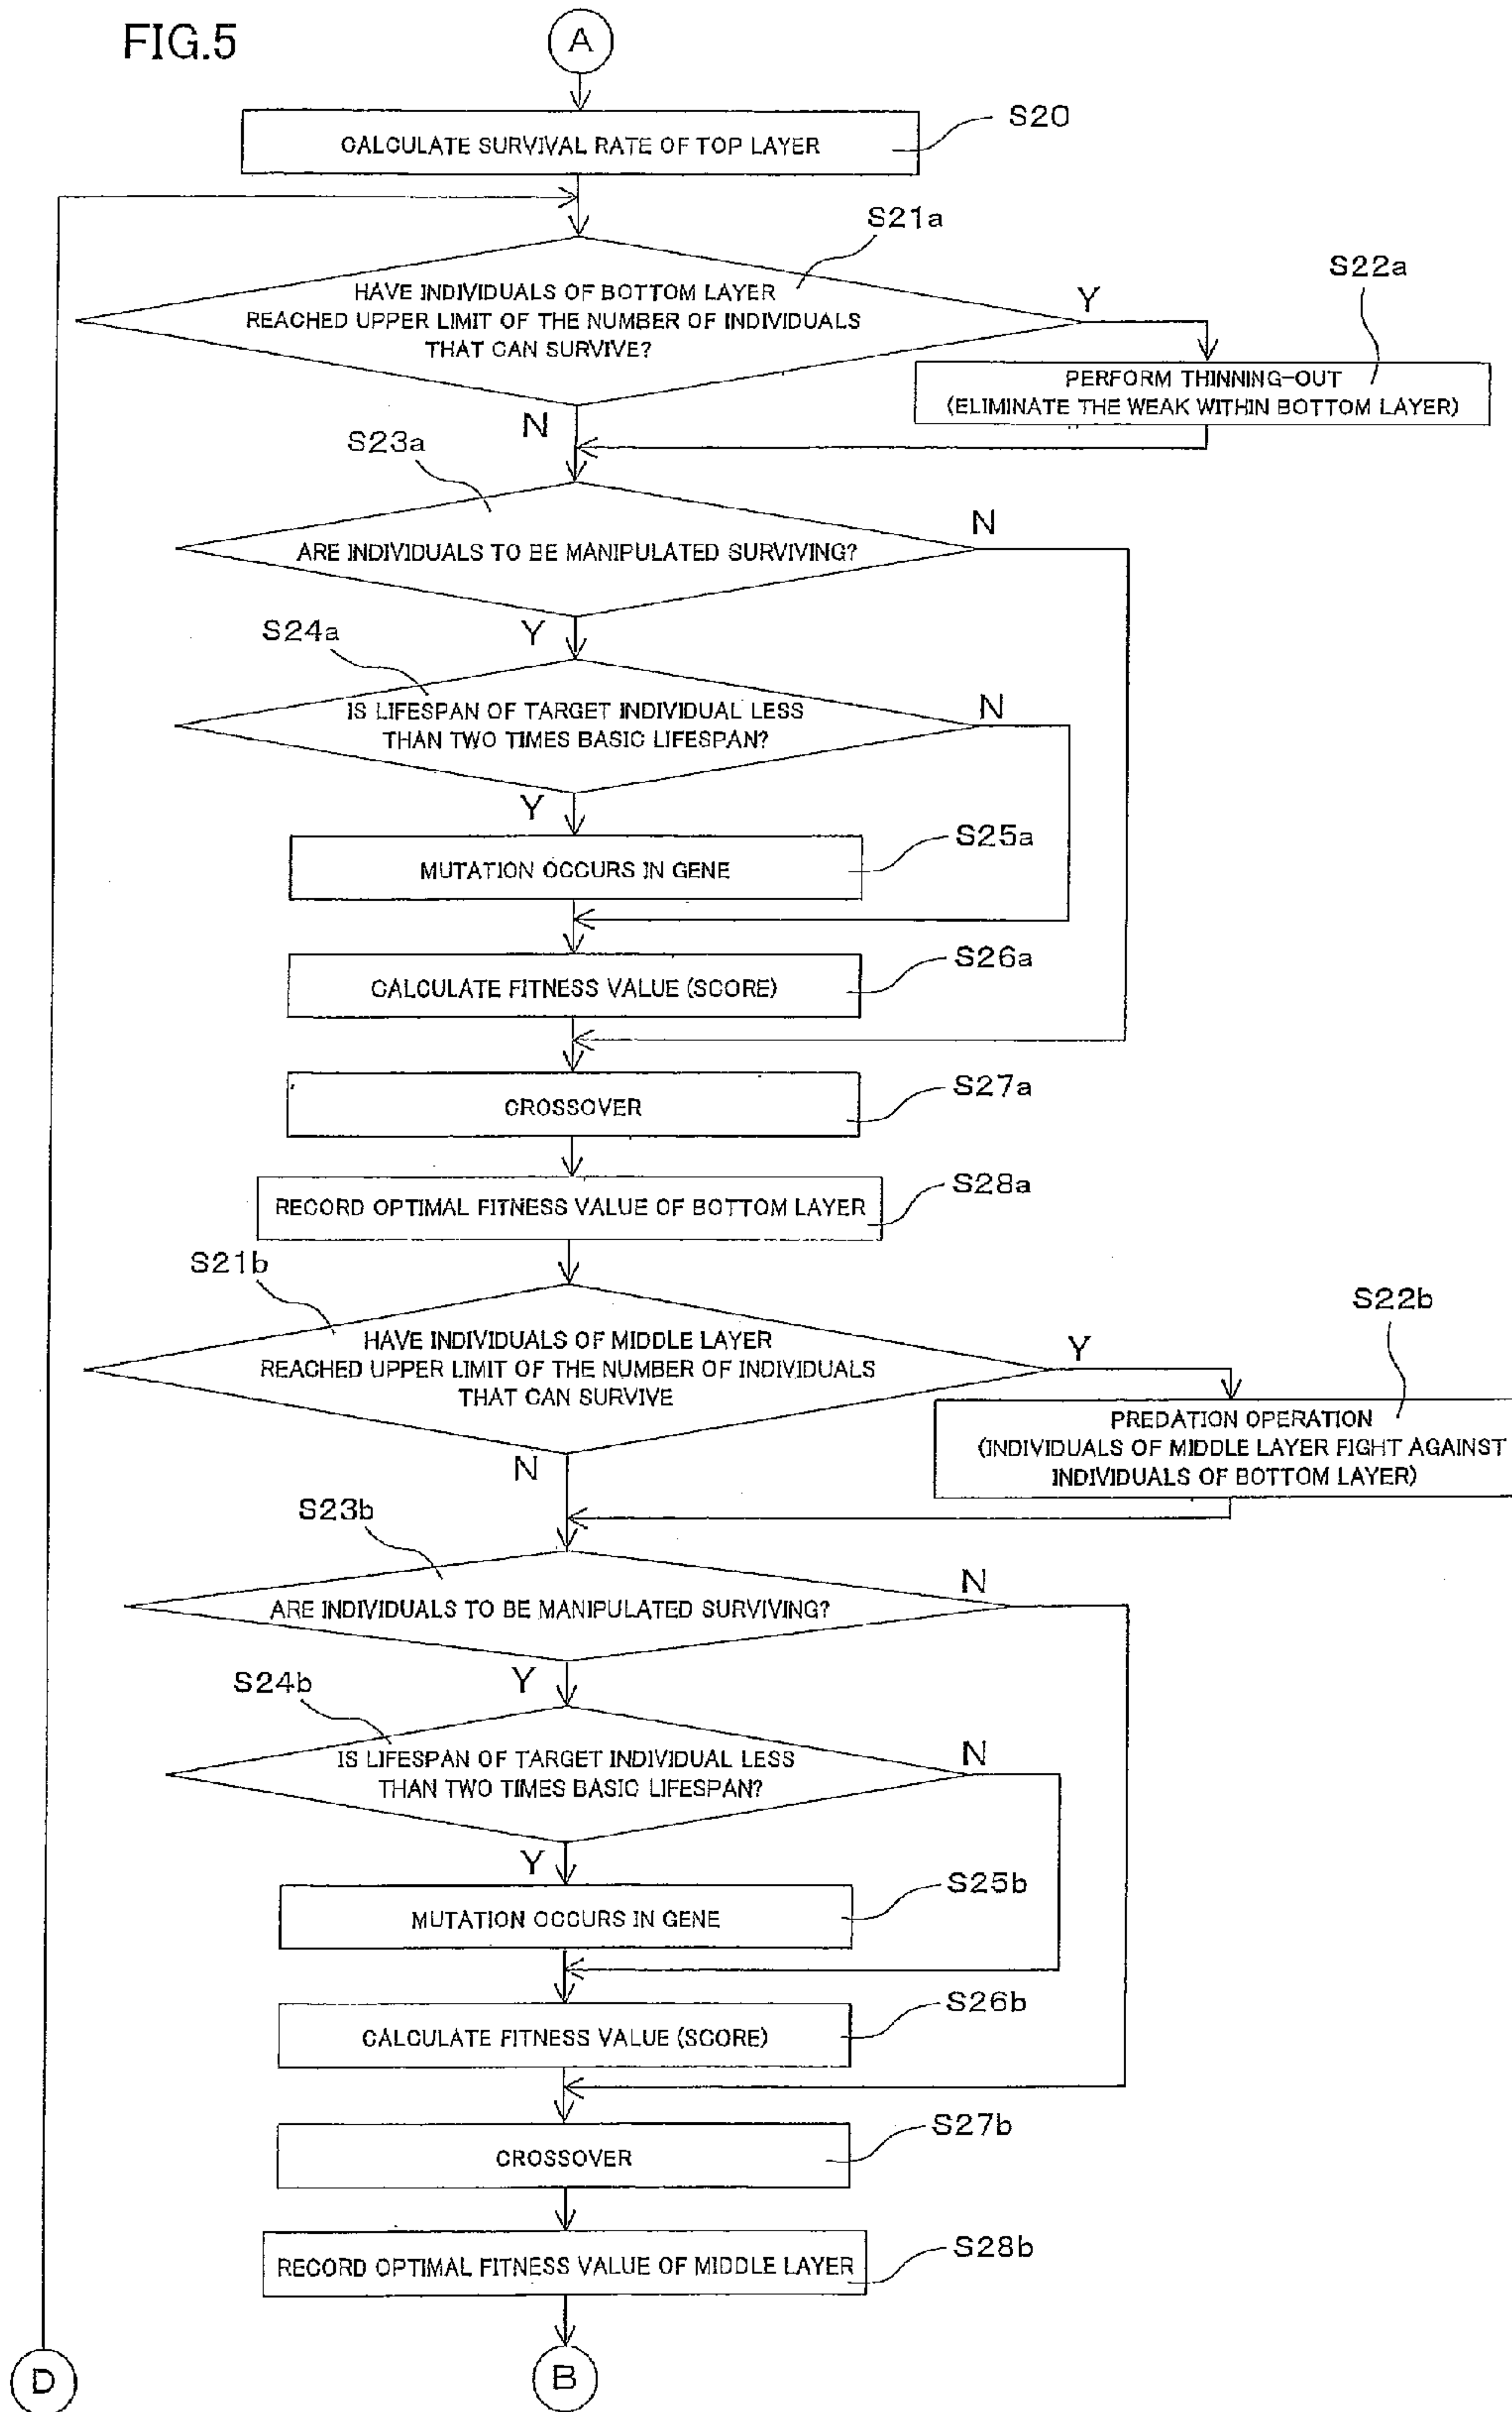 FIG.5
A
CALCULATE SURVIVAL RATE OF TOP LAYER
S20
S21a
HAVE INDIVIDUALS OF BOTTOM LAYER
REACHED UPPER LIMIT OF THE NUMBER OF INDIVIDUALS
THAT CAN SURVIVE?
Y
S22a
PERFORM THINNING-OUT
(ELIMINATE THE WEAK WITHIN BOTTOM LAYER)
N
S23a
ARE INDIVIDUALS TO BE MANIPULATED SURVIVING?
N
Y
S24a
IS LIFESPAN OF TARGET INDIVIDUAL LESS
THAN TWO TIMES BASIC LIFESPAN?
N
Y
MUTATION OCCURS IN GENE
S25a
CALCULATE FITNESS VALUE (SCORE)
S26a
CROSSOVER
S27a
RECORD OPTIMAL FITNESS VALUE OF BOTTOM LAYER
S28a
S21b
HAVE INDIVIDUALS OF MIDDLE LAYER
REACHED UPPER LIMIT OF THE NUMBER OF INDIVIDUALS
THAT CAN SURVIVE
Y
S22b
PREDATION OPERATION
(INDIVIDUALS OF MIDDLE LAYER FIGHT AGAINST
INDIVIDUALS OF BOTTOM LAYER)
N
S23b
ARE INDIVIDUALS TO BE MANIPULATED SURVIVING?
N
Y
S24b
IS LIFESPAN OF TARGET INDIVIDUAL LESS
THAN TWO TIMES BASIC LIFESPAN?
N
Y
MUTATION OCCURS IN GENE
S25b
CALCULATE FITNESS VALUE (SCORE)
S26b
CROSSOVER
S27b
RECORD OPTIMAL FITNESS VALUE OF MIDDLE LAYER
S28b
D
B